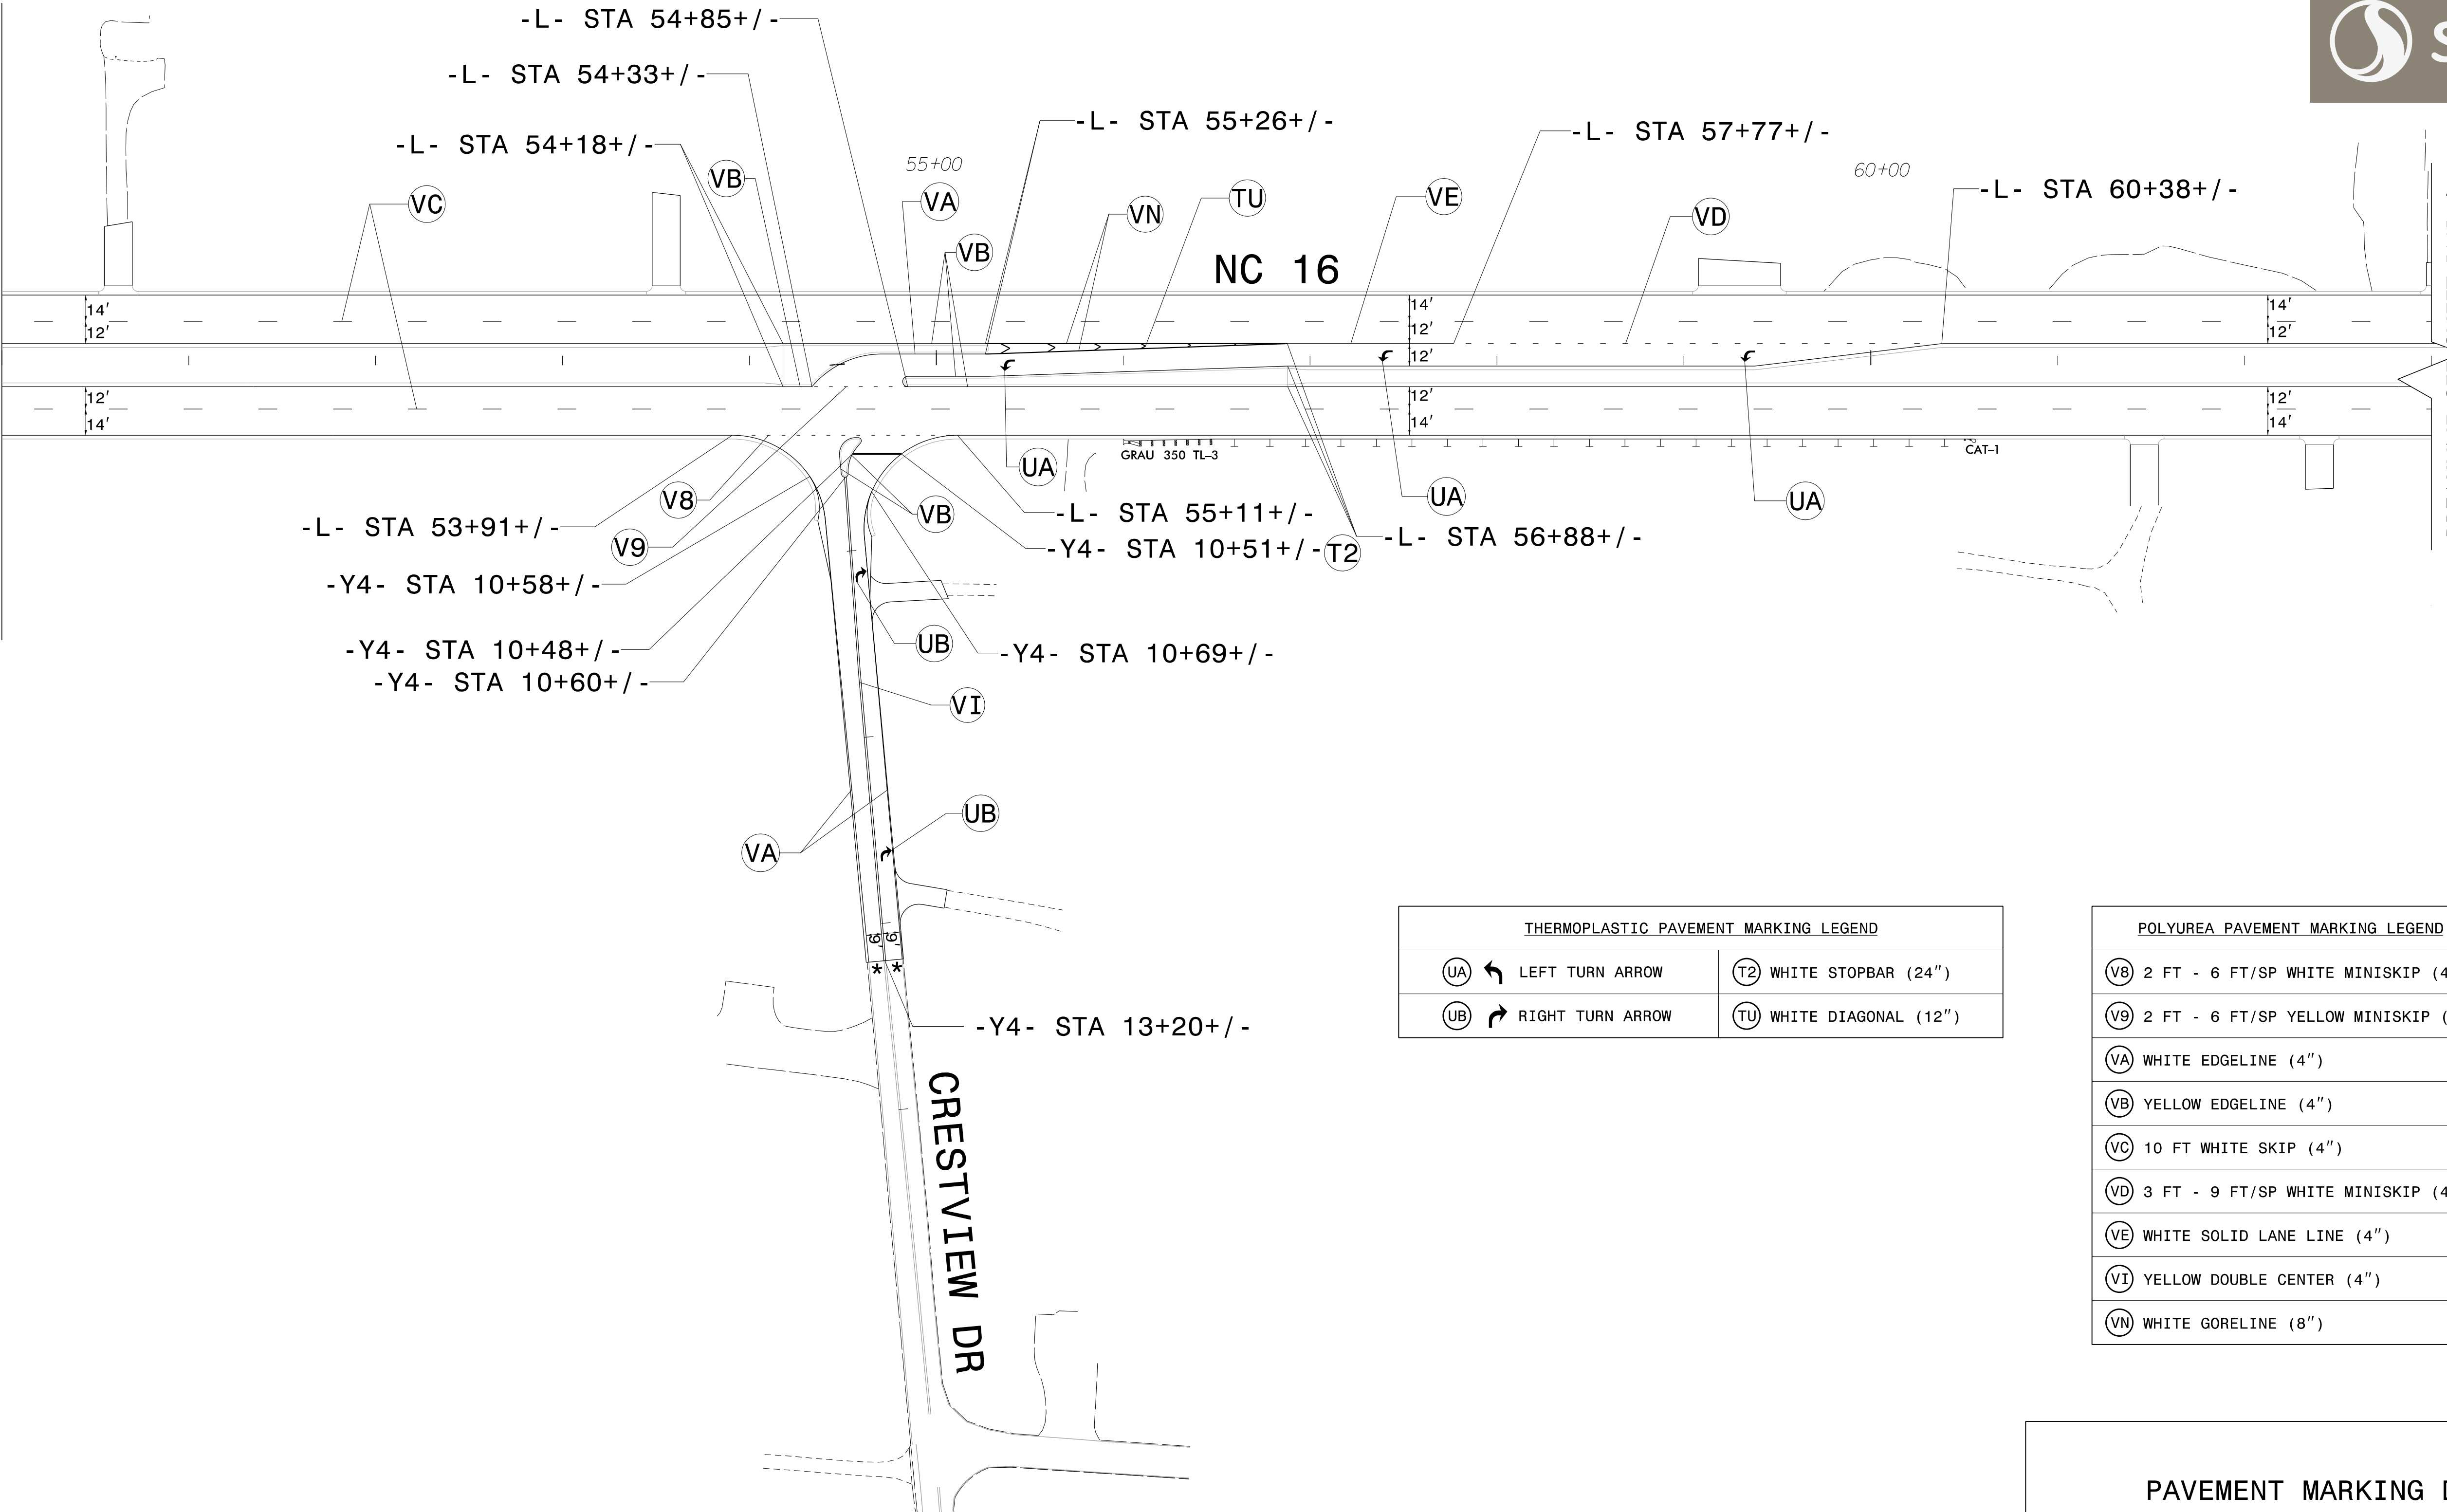 -L- STA 54+85+/-
S
-L- STA 54+33+/-
-L- STA 55+26+/-
-L- STA 57+77+/-
-L- STA 54+18+/-
55+00
60+00
VB
-L- STA 60+38+/-
VC
VA
VN
TU
VE
VD
VB
NC 16
14'
12'
14'
12'
14'
12'
12'
12'
14'
12'
14'
12'
14'
GRAU 350 TL-3
CAT-1
UA
V8
VB
UA
UA
-L- STA 53+91+/-
-L- STA 55+11+/-
V9
-Y4- STA 10+51+/-
T2
-L- STA 56+88+/-
-Y4- STA 10+58+/-
UB
-Y4- STA 10+48+/-
-Y4- STA 10+69+/-
-Y4- STA 10+60+/-
VI
UB
VA
9' 9'
* *
-Y4- STA 13+20+/-
CRESTVIEW DR
THERMOPLASTIC PAVEMENT MARKING LEGEND
UA LEFT TURN ARROW
T2 WHITE STOPBAR (24")
UB RIGHT TURN ARROW
TU WHITE DIAGONAL (12")
POLYUREA PAVEMENT MARKING LEGEND
V8 2 FT - 6 FT/SP WHITE MINISKIP (4
V9 2 FT - 6 FT/SP YELLOW MINISKIP (
VA WHITE EDGELINE (4")
VB YELLOW EDGELINE (4")
VC 10 FT WHITE SKIP (4")
VD 3 FT - 9 FT/SP WHITE MINISKIP (4
VE WHITE SOLID LANE LINE (4")
VI YELLOW DOUBLE CENTER (4")
VN WHITE GORELINE (8")
PAVEMENT MARKING